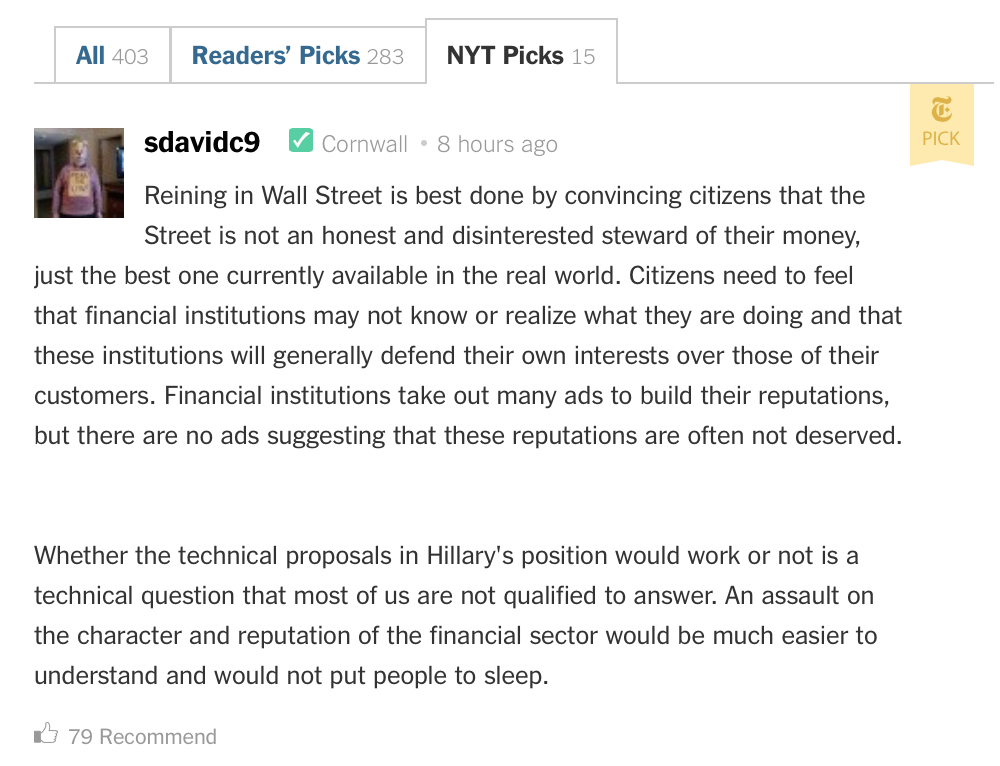 All 403
Readers’ Picks 283
NYT Picks 15
T
PICK
sdavidc9
Cornwall • 8 hours ago
Reining in Wall Street is best done by convincing citizens that the
Street is not an honest and disinterested steward of their money,
just the best one currently available in the real world. Citizens need to feel
that financial institutions may not know or realize what they are doing and that
these institutions will generally defend their own interests over those of their
customers. Financial institutions take out many ads to build their reputations,
but there are no ads suggesting that these reputations are often not deserved.
Whether the technical proposals in Hillary's position would work or not is a
technical question that most of us are not qualified to answer. An assault on
the character and reputation of the financial sector would be much easier to
understand and would not put people to sleep.
79 Recommend